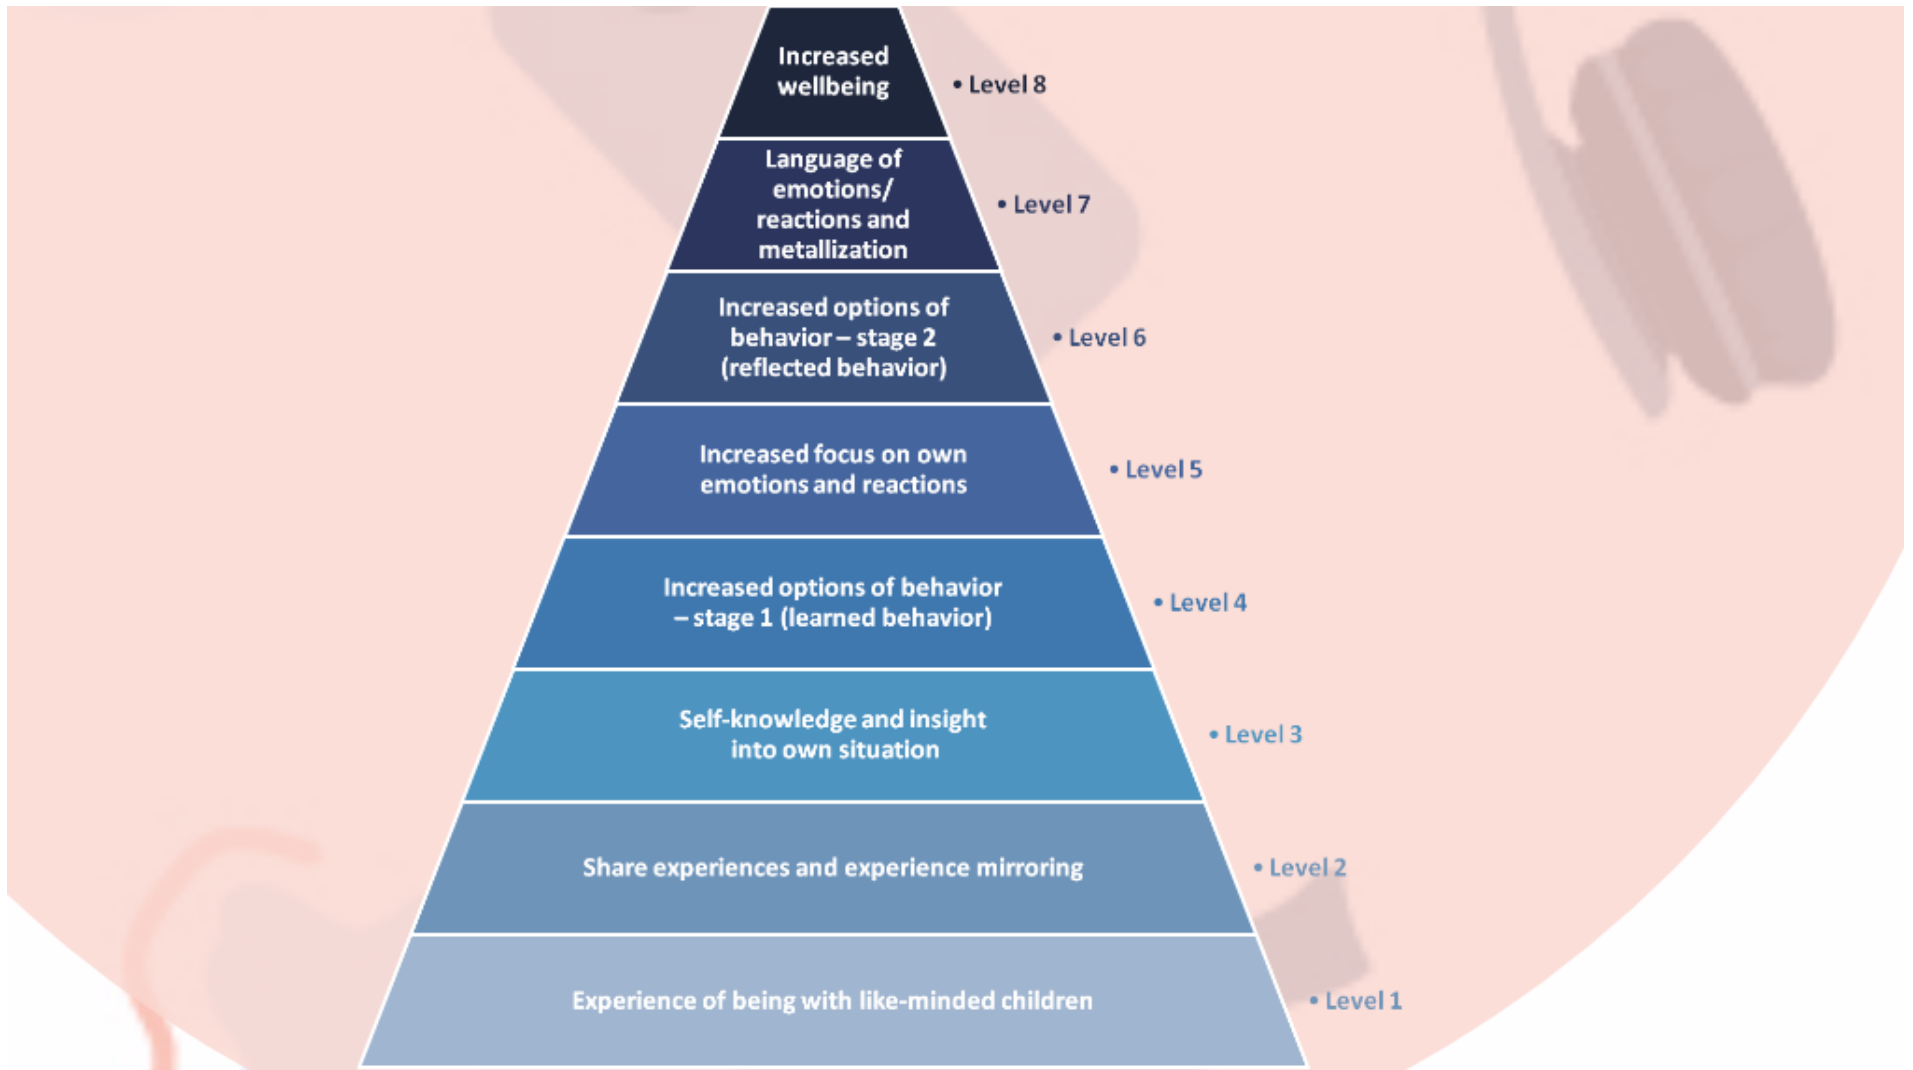 Increased
wellbeing
• Level 8
Language of
emotions/
reactions and
metallization
• Level 7
Increased options of
behavior – stage 2
(reflected behavior)
• Level 6
Increased focus on own
emotions and reactions
• Level 5
Increased options of behavior
– stage 1 (learned behavior)
• Level 4
Self-knowledge and insight
into own situation
• Level 3
Share experiences and experience mirroring
• Level 2
Experience of being with like-minded children
• Level 1